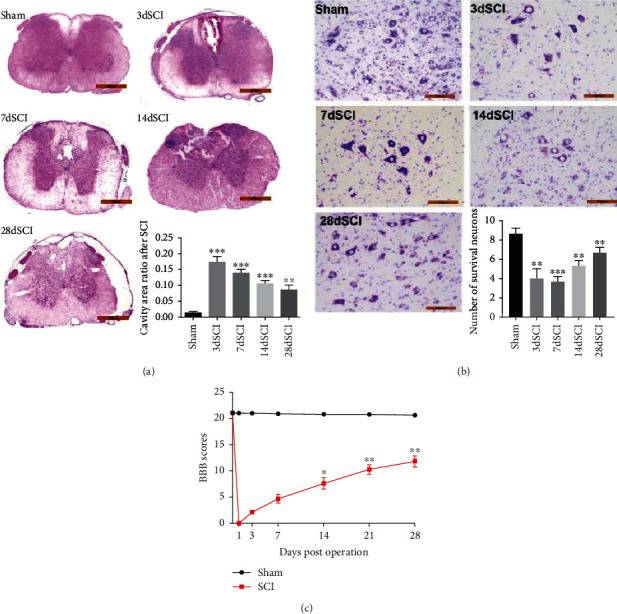 Sham
3dSCI
7dSCI
14dSCI
28dSCI
Cavity area ratio after SCI
0.25
0.20
0.15
0.10
0.05
0.00
***
***
***
**
Sham
3dSCI
7dSCI
14dSCI
28dSCI
(a)
Sham
3dSCI
7dSCI
14dSCI
28dSCI
Number of survival neurons
10
8
6
4
2
0
**
***
**
**
Sham
3dSCI
7dSCI
14dSCI
28dSCI
(b)
BBB scores
25
20
15
10
5
0
*
**
**
1 3 7 14 21 28
Days post operation
Sham
SCI
(c)